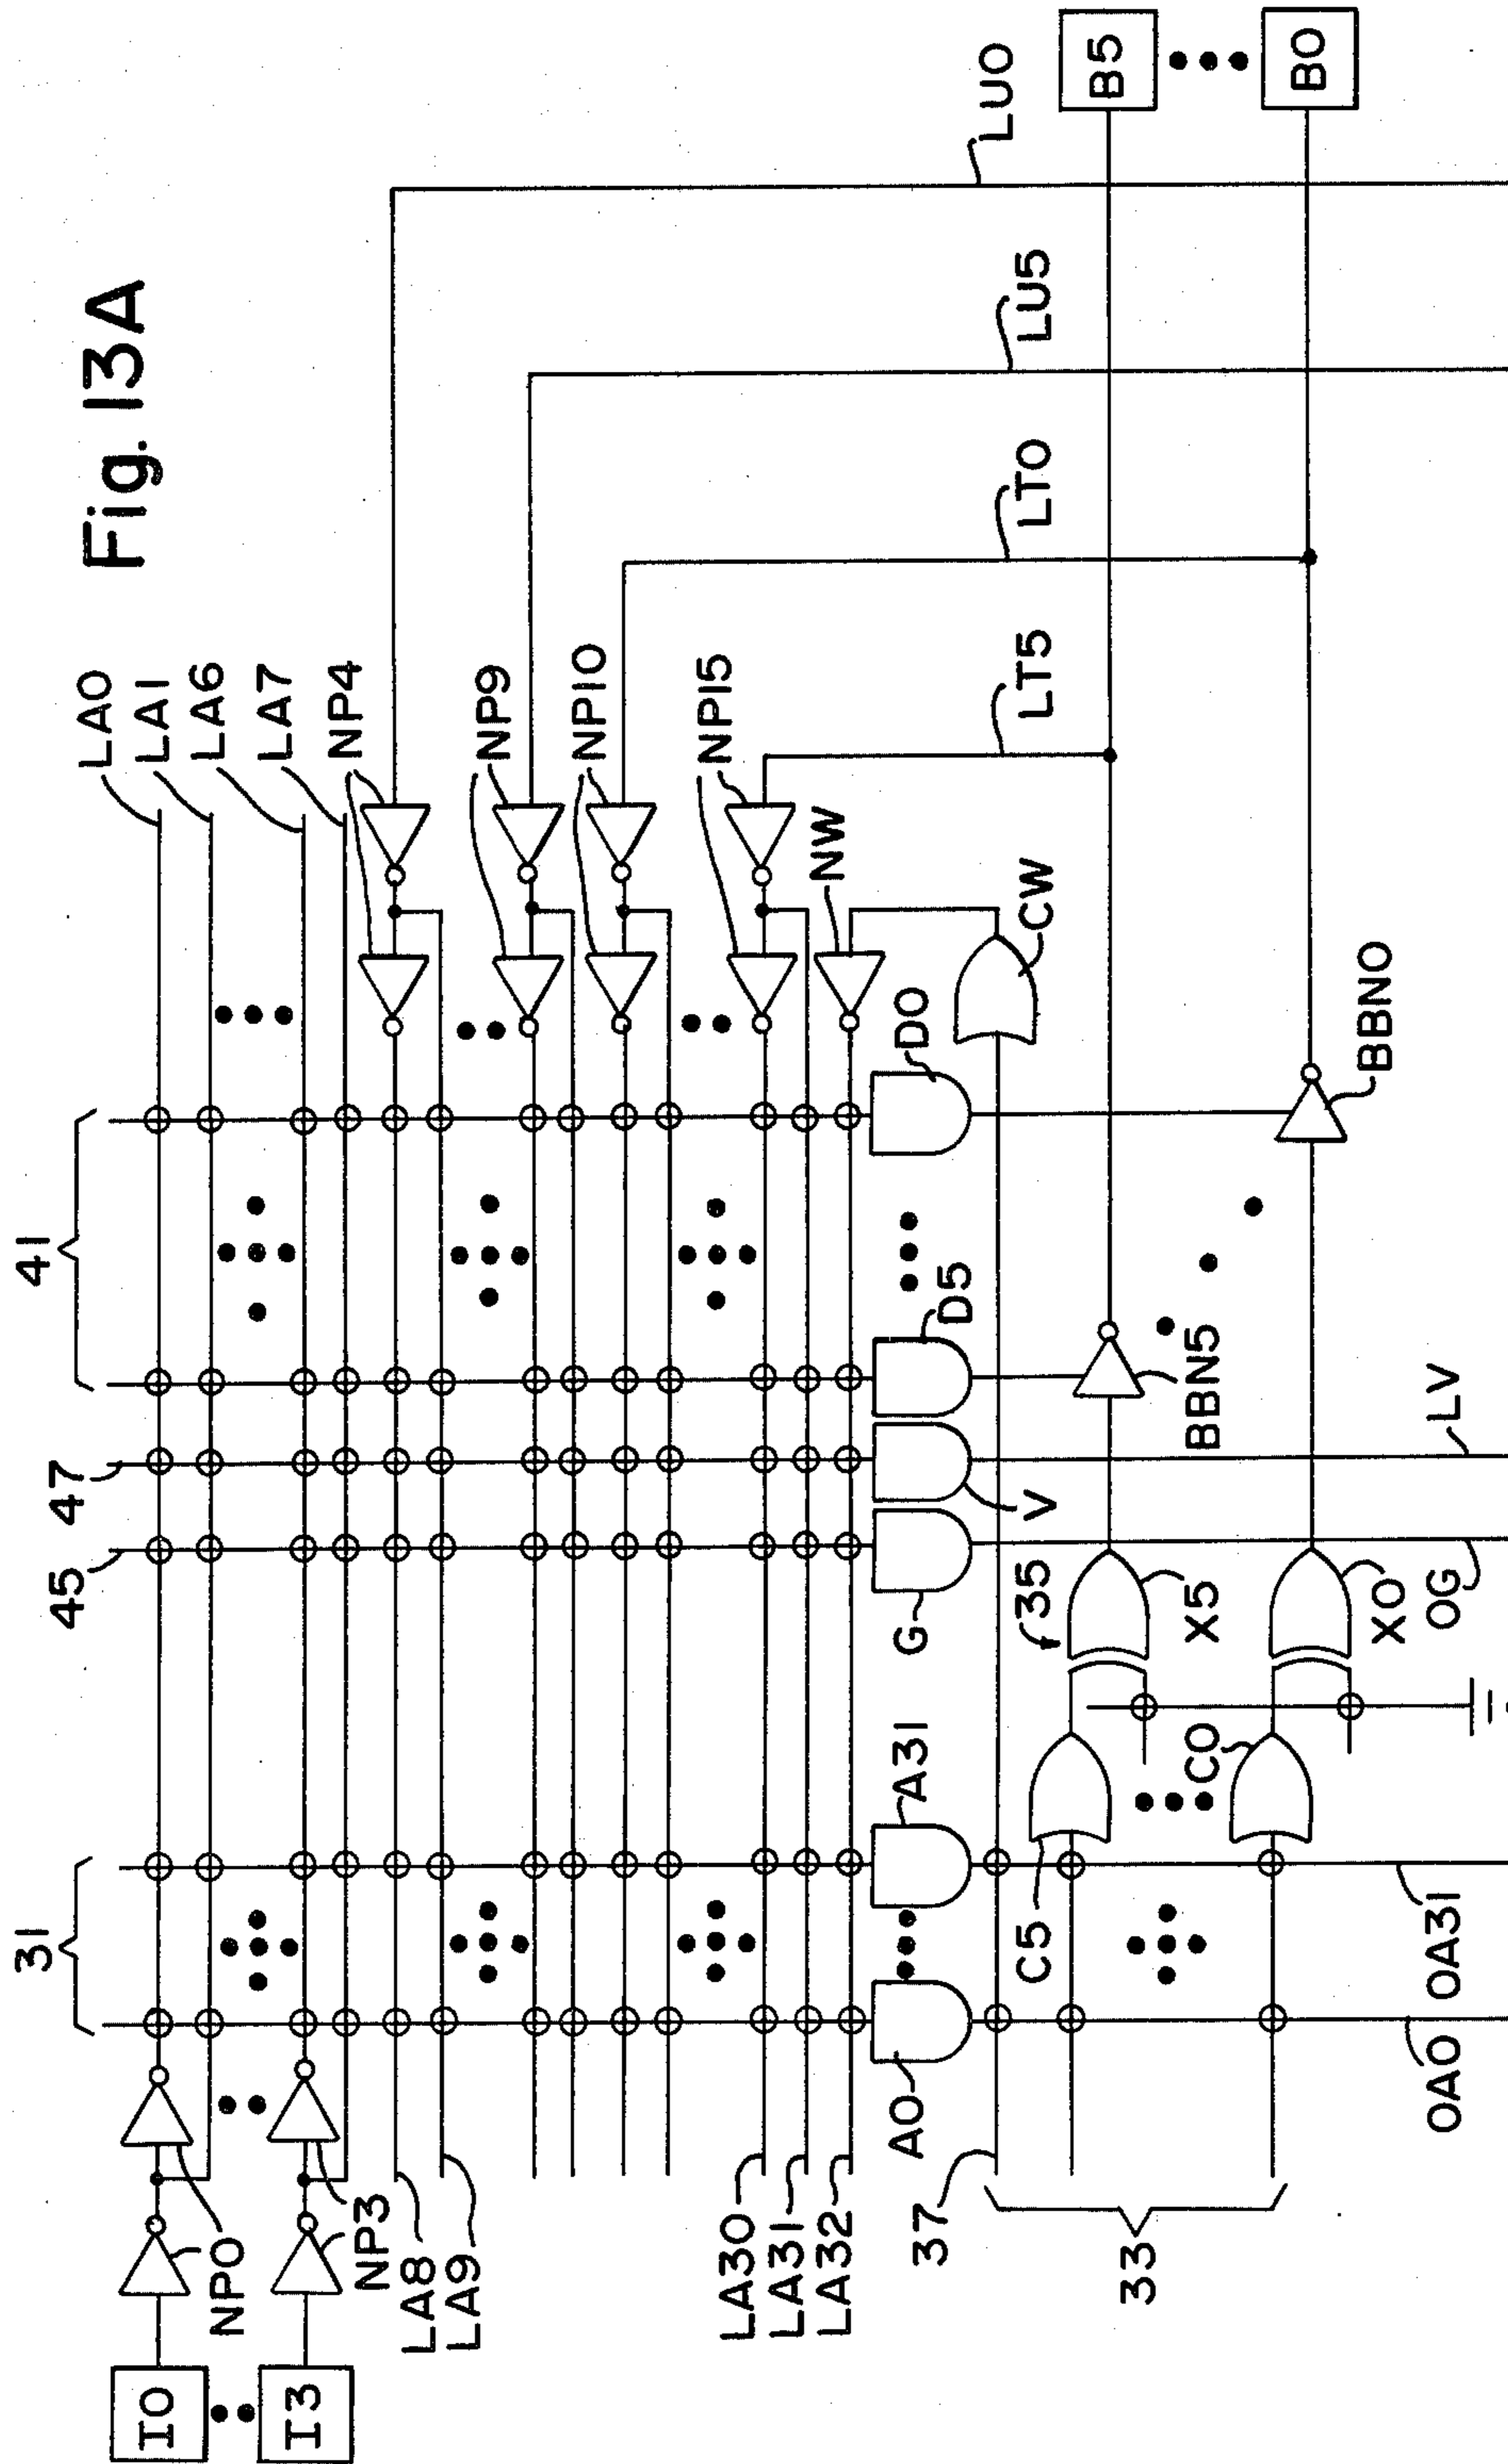 Fig. 13A
I0
I3
NP0
NP3
LA8
LA9
LA30
LA31
LA32
37
33
31
45
47
41
LA0
LA1
LA6
LA7
NP4
NP9
NP10
NP15
NW
CW
A0
A31
G
V
D5
D0
C5
C0
35
X5
X0
BBN5
BBN0
LT5
LT0
LU5
LU0
B5
B0
OA0
OA31
OG
LV